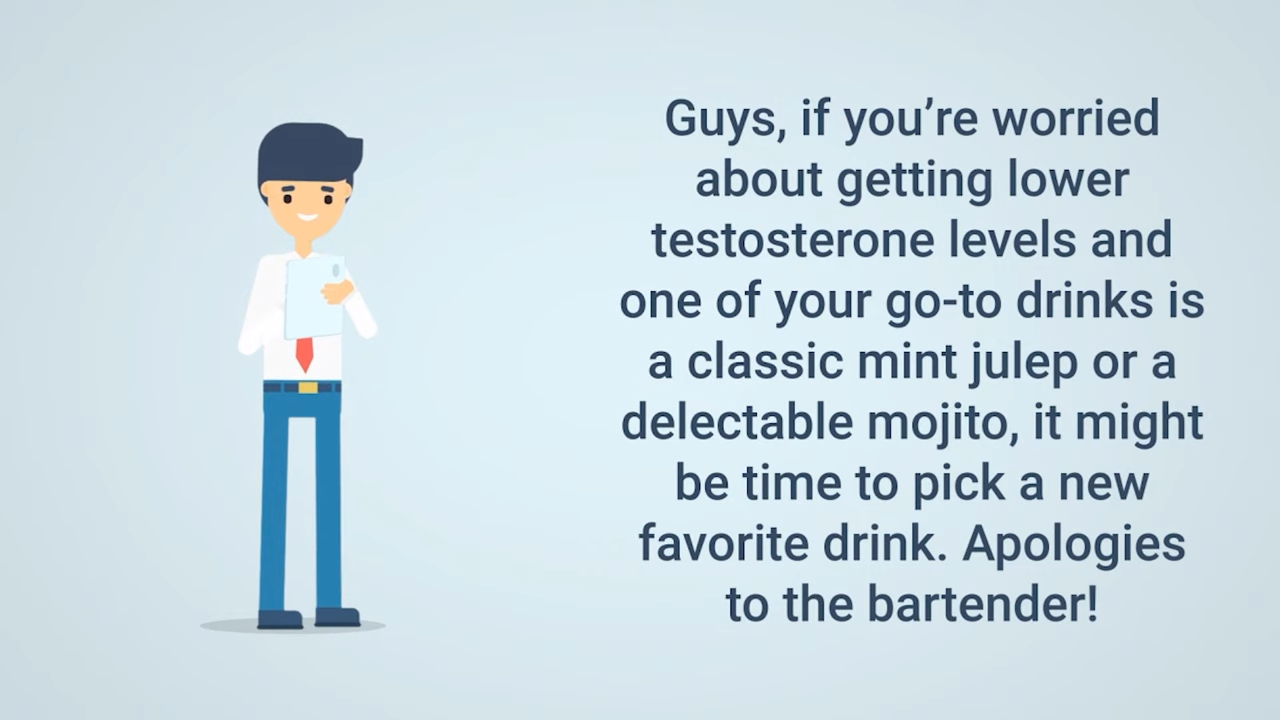 Guys, if you’re worried
about getting lower
testosterone levels and
one of your go-to drinks is
a classic mint julep or a
delectable mojito, it might
be time to pick a new
favorite drink. Apologies
to the bartender!